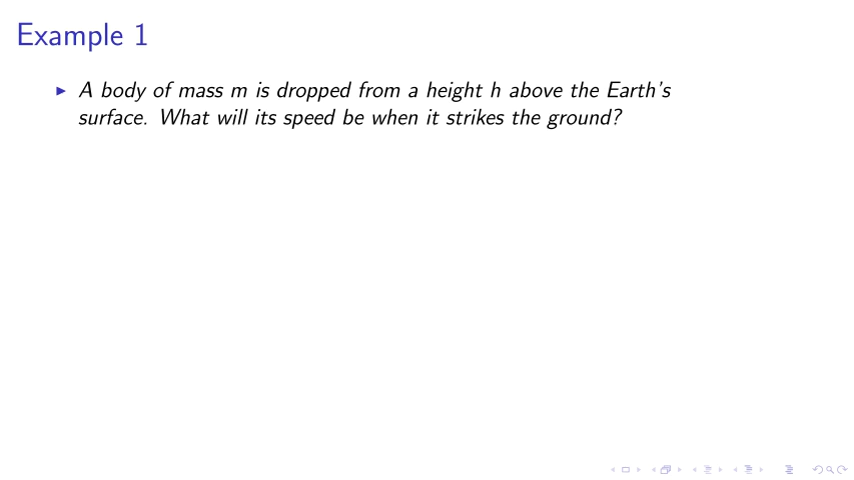 Example 1
▶ A body of mass m is dropped from a height h above the Earth's
surface. What will its speed be when it strikes the ground?